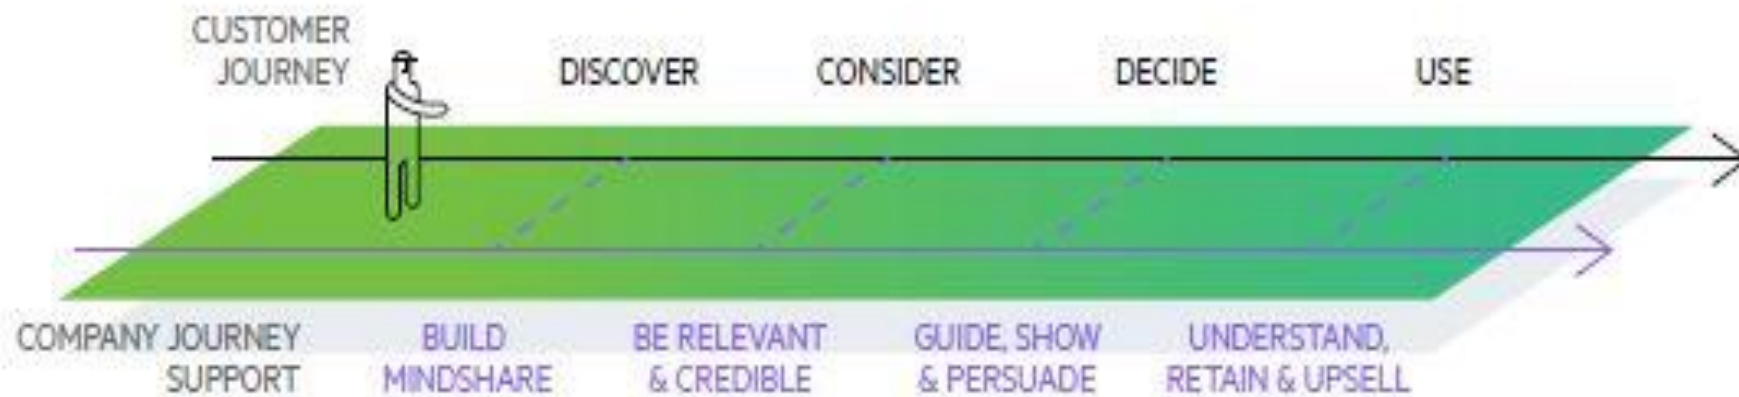 CUSTOMER
JOURNEY
DISCOVER
CONSIDER
DECIDE
USE
COMPANY JOURNEY
SUPPORT
BUILD
MINDSHARE
BE RELEVANT
& CREDIBLE
GUIDE, SHOW
& PERSUADE
UNDERSTAND,
RETAIN & UPSELL